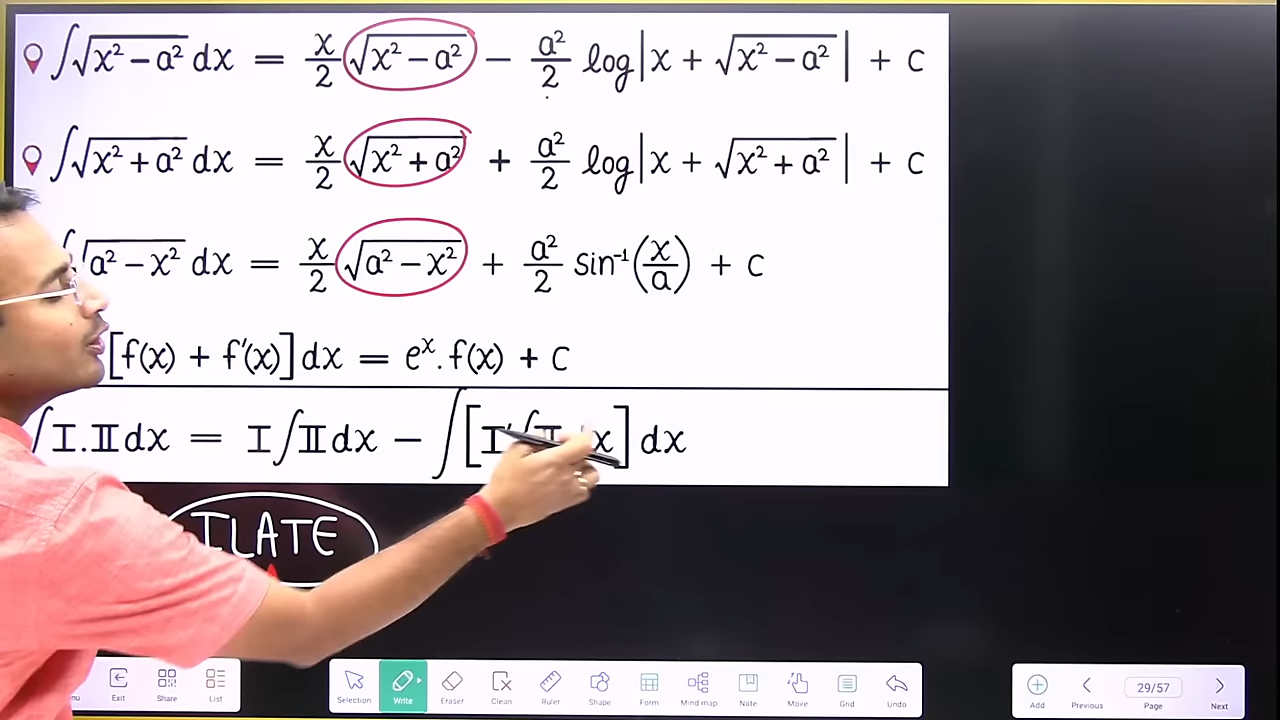 ∫√(x² − a²) dx = x/2 √(x² − a²) − a²/2 log|x + √(x² − a²)| + C
∫√(x² + a²) dx = x/2 √(x² + a²) + a²/2 log|x + √(x² + a²)| + C
∫√(a² − x²) dx = x/2 √(a² − x²) + a²/2 sin⁻¹(x/a) + C
[f(x) + f'(x)] dx = eˣ. f(x) + C
∫I.II dx = I∫II dx − ∫[I'∫II dx] dx
ILATE
Exit Share List Selection Write Eraser Clean Ruler Shape Form Mind map Note Move Grid Undo Add Previous 29/57 Page Next